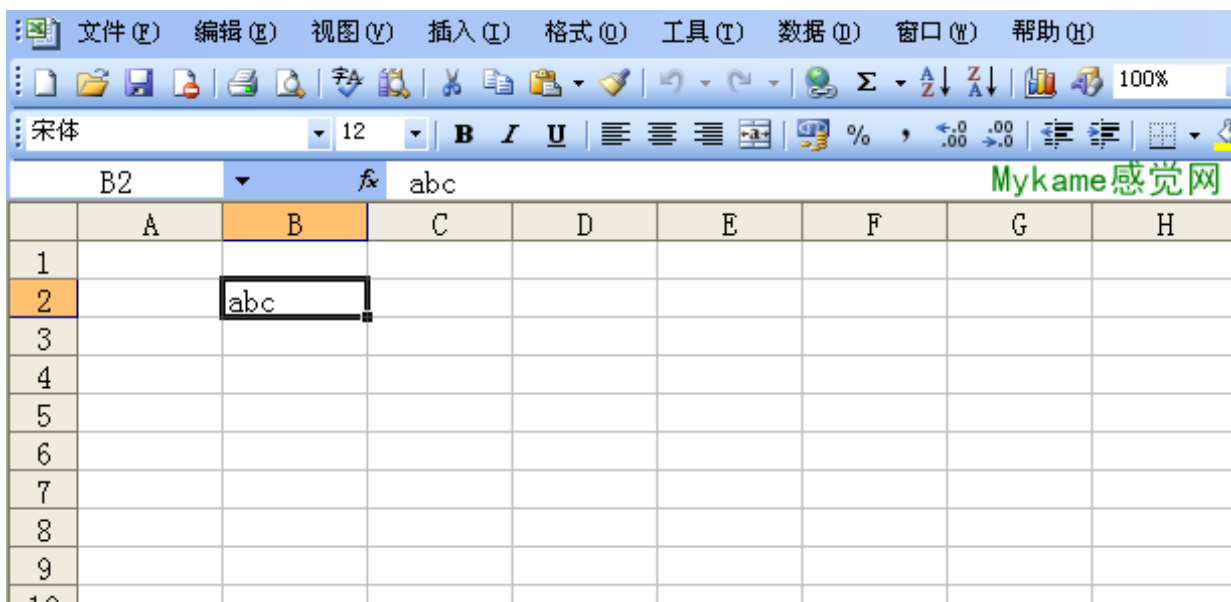 文件(F) 编辑(E) 视图(V) 插入(I) 格式(O) 工具(T) 数据(D) 窗口(W) 帮助(H)
100%
宋体 12 B I U % ,
B2 fx abc Mykame感觉网
A B C D E F G H
1
2 abc
3
4
5
6
7
8
9
10